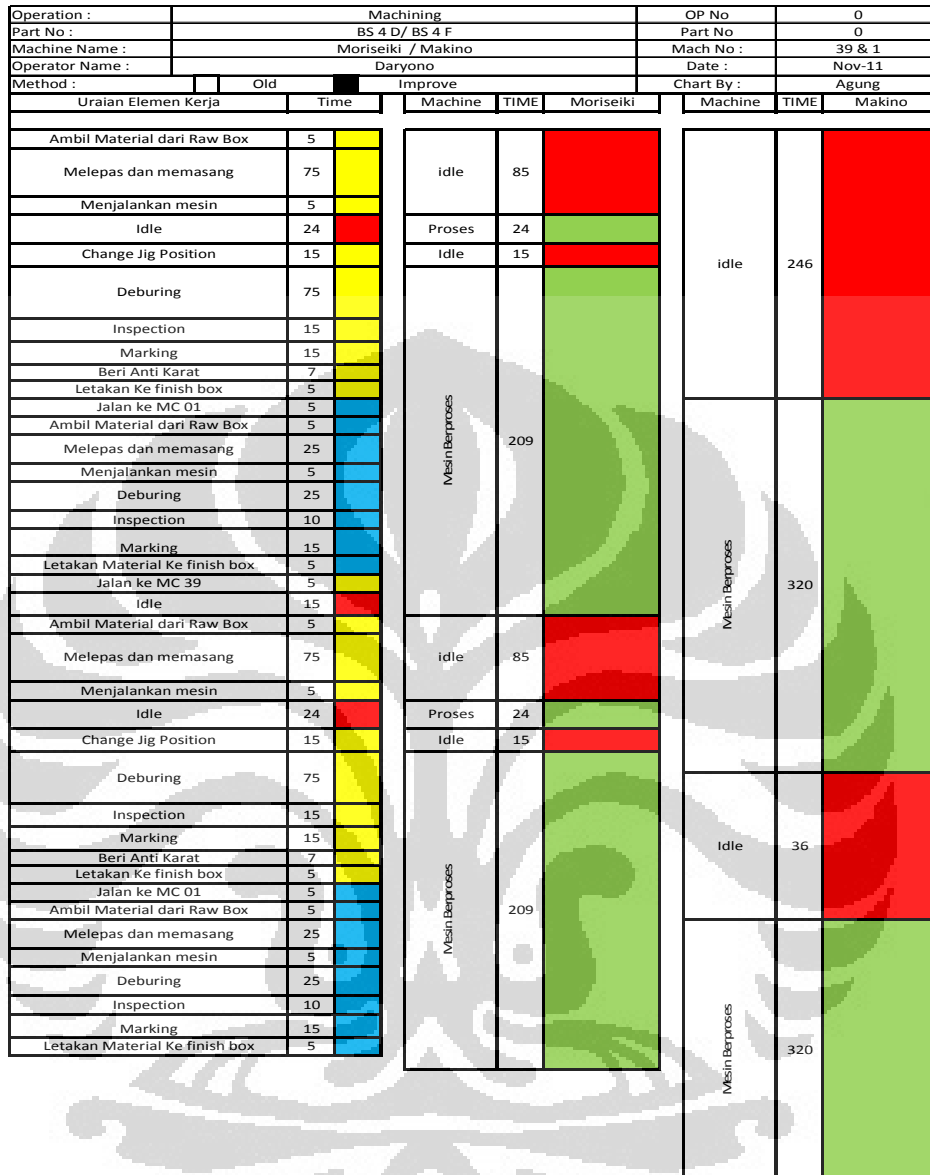 Operation : Machining OP No 0
Part No : BS 4 D/ BS 4 F Part No 0
Machine Name : Moriseiki / Makino Mach No : 39 & 1
Operator Name : Daryono Date : Nov-11
Method : Old Improve Chart By : Agung
Uraian Elemen Kerja Time Machine TIME Moriseiki Machine TIME Makino
Ambil Material dari Raw Box 5
Melepas dan memasang 75 idle 85
Menjalankan mesin 5
Idle 24 Proses 24
Change Jig Position 15 Idle 15
idle 246
Deburing 75
Inspection 15
Marking 15
Beri Anti Karat 7
Letakan Ke finish box 5
Jalan ke MC 01 5
Ambil Material dari Raw Box 5
Mesin Berproses 209
Melepas dan memasang 25
Menjalankan mesin 5
Deburing 25
Inspection 10
Marking 15
Letakan Material Ke finish box 5
Jalan ke MC 39 5
Mesin Berproses 320
Idle 15
Ambil Material dari Raw Box 5
Melepas dan memasang 75 idle 85
Menjalankan mesin 5
Idle 24 Proses 24
Change Jig Position 15 Idle 15
Deburing 75
Inspection 15
Marking 15
Idle 36
Beri Anti Karat 7
Letakan Ke finish box 5
Jalan ke MC 01 5
Ambil Material dari Raw Box 5
Mesin Berproses 209
Melepas dan memasang 25
Menjalankan mesin 5
Deburing 25
Inspection 10
Marking 15
Letakan Material Ke finish box 5
Mesin Berproses 320